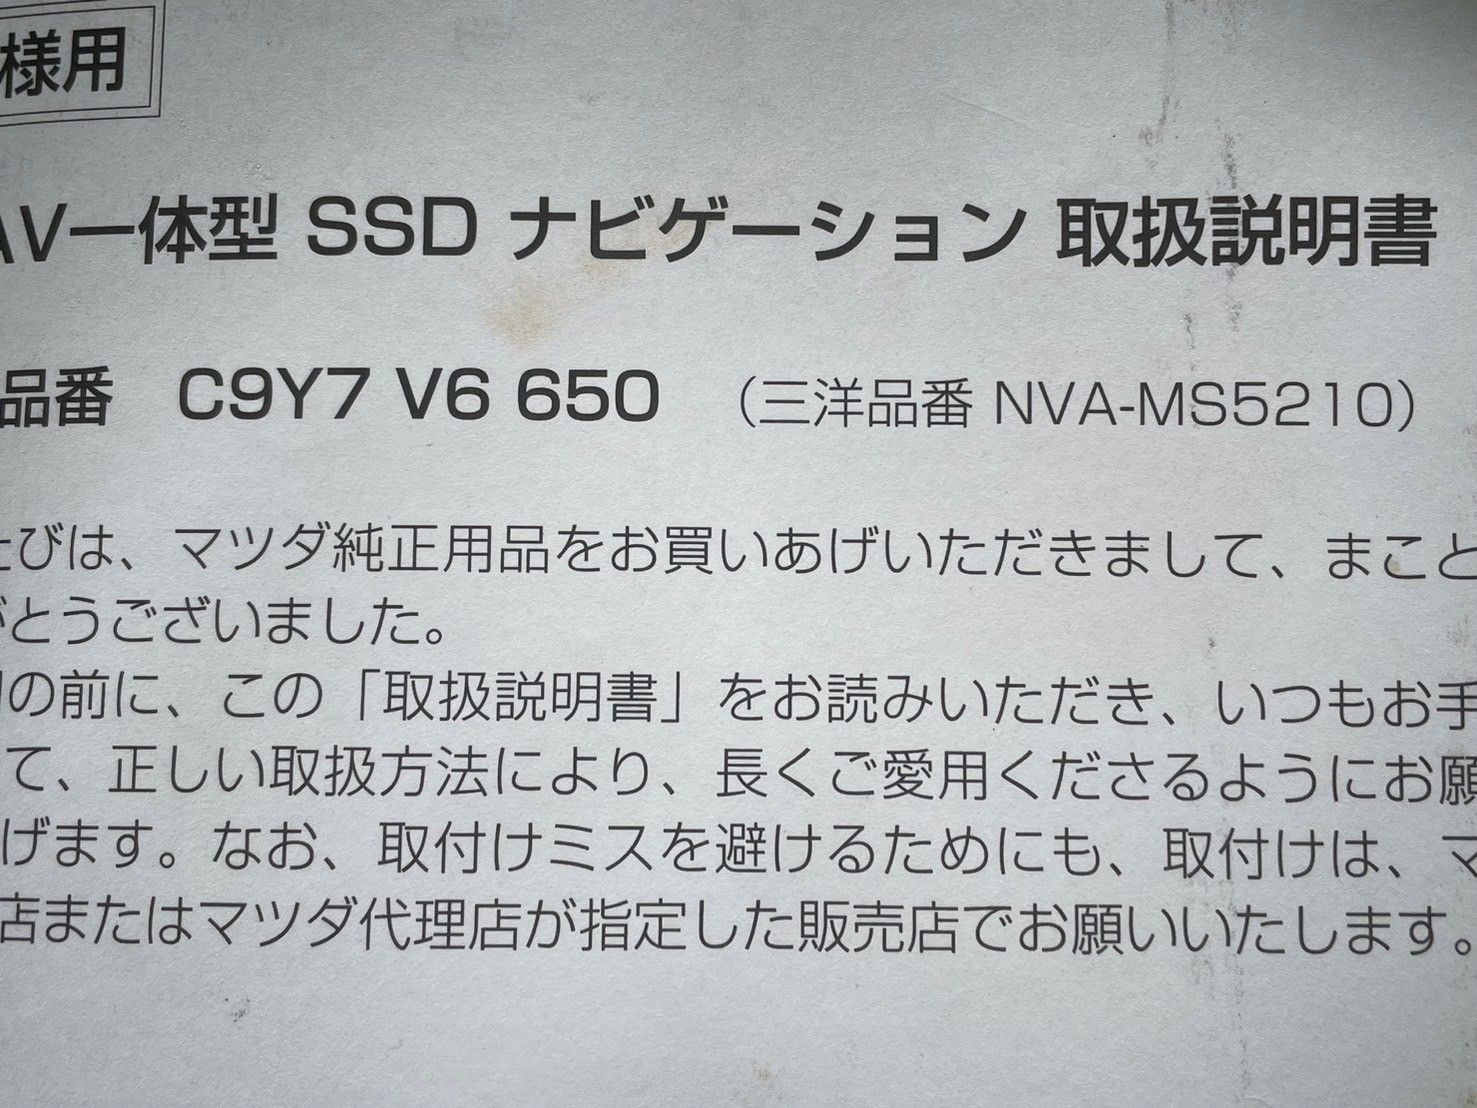 様用
AV一体型 SSD ナビゲーション 取扱説明書
品番 C9Y7 V6 650 （三洋品番 NVA-MS5210）
たびは、マツダ純正用品をお買いあげいただきまして、まこと
がとうございました。
の前に、この「取扱説明書」をお読みいただき、いつもお手
て、正しい取扱方法により、長くご愛用くださるようにお願
げます。なお、取付けミスを避けるためにも、取付けは、マ
店またはマツダ代理店が指定した販売店でお願いいたします。